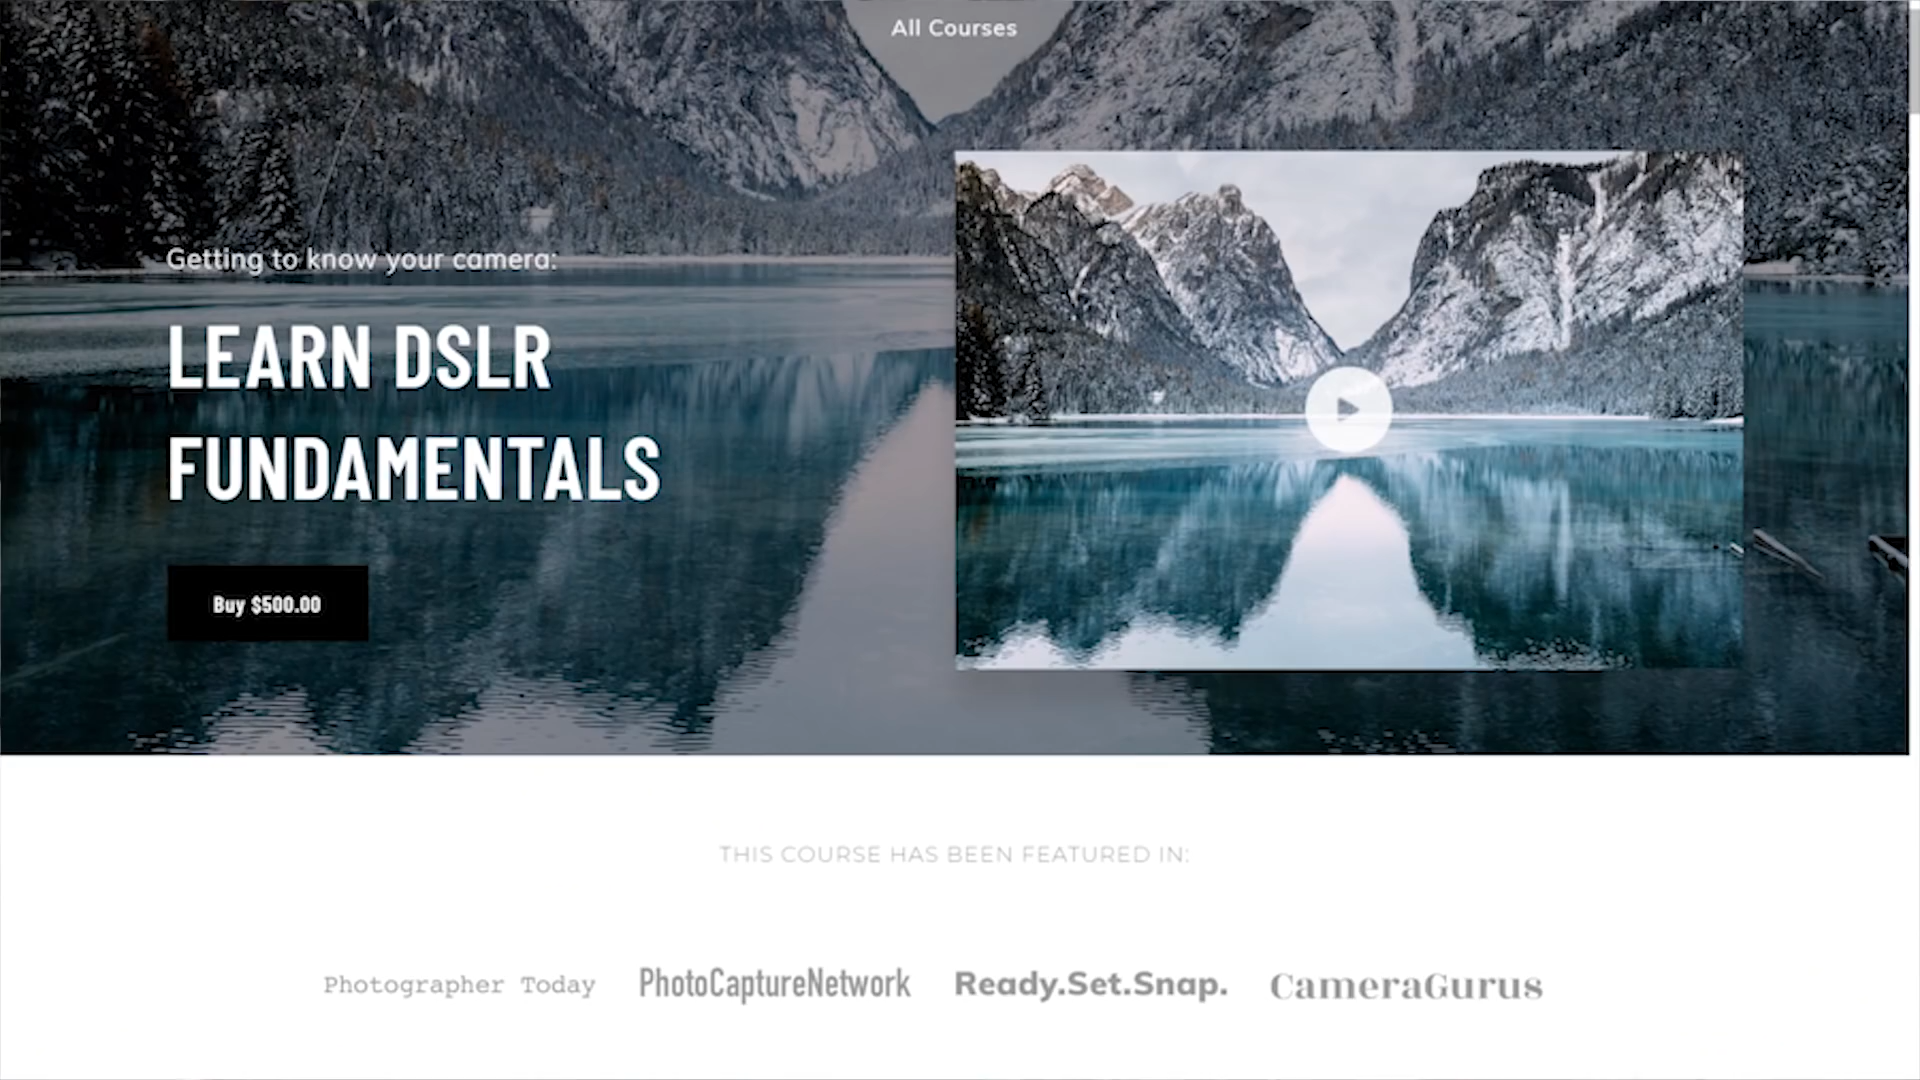 All Courses
Getting to know your camera:
LEARN DSLR
FUNDAMENTALS
Buy $500.00
THIS COURSE HAS BEEN FEATURED IN:
Photographer Today PhotoCaptureNetwork Ready.Set.Snap. CameraGurus